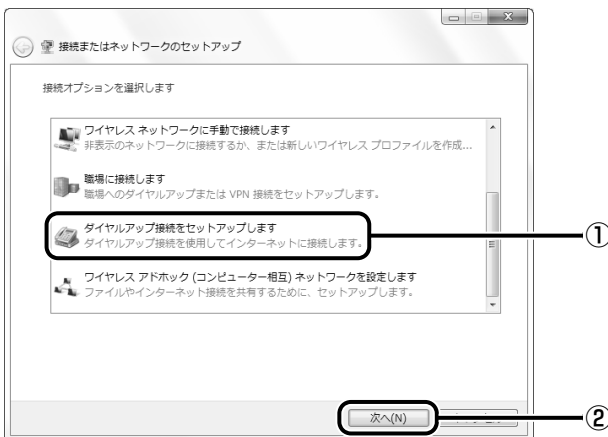 接続またはネットワークのセットアップ
接続オプションを選択します
ワイヤレス ネットワークに手動で接続します
非表示のネットワークに接続するか、または新しいワイヤレス プロファイルを作成...
職場に接続します
職場へのダイヤルアップまたは VPN 接続をセットアップします。
ダイヤルアップ接続をセットアップします
ダイヤルアップ接続を使用してインターネットに接続します。
①
ワイヤレス アドホック (コンピューター相互) ネットワークを設定します
ファイルやインターネット接続を共有するために、セットアップします。
次へ(N)
②